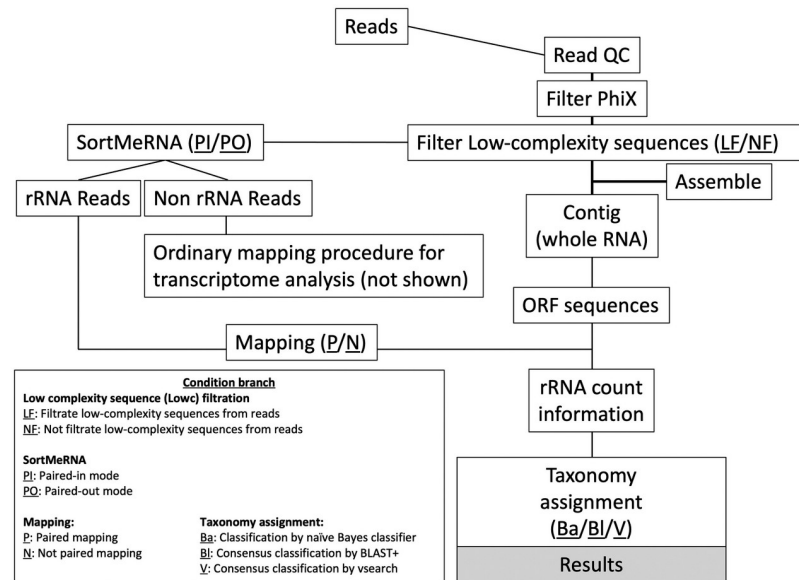 Reads
Read QC
Filter PhiX
SortMeRNA (PI/PO)
Filter Low-complexity sequences (LF/NF)
Assemble
rRNA Reads
Non rRNA Reads
Contig
(whole RNA)
Ordinary mapping procedure for
transcriptome analysis (not shown)
ORF sequences
Mapping (P/N)
rRNA count
information
Taxonomy
assignment
(Ba/Bl/V)
Results
Condition branch
Low complexity sequence (Lowc) filtration
LF: Filtrate low-complexity sequences from reads
NF: Not filtrate low-complexity sequences from reads
SortMeRNA
PI: Paired-in mode
PO: Paired-out mode
Mapping:
P: Paired mapping
N: Not paired mapping
Taxonomy assignment:
Ba: Classification by naïve Bayes classifier
Bl: Consensus classification by BLAST+
V: Consensus classification by vsearch